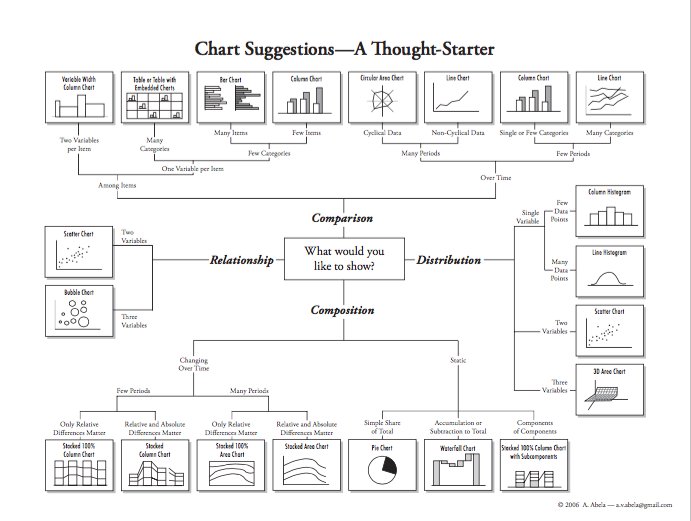 Chart Suggestions—A Thought-Starter
Variable Width
Column Chart
Table or Table with
Embedded Charts
Bar Chart
Column Chart
Circular Area Chart
Line Chart
Column Chart
Line Chart
Two Variables
per Item
Many
Categories
Many Items
Few Items
Cyclical Data
Non-Cyclical Data
Single or Few Categories
Many Categories
Few Categories
Many Periods
Few Periods
One Variable per Item
Among Items
Over Time
Comparison
What would you
like to show?
Relationship
Distribution
Composition
Scatter Chart
Two
Variables
Bubble Chart
Three
Variables
Single
Variable
Few
Data
Points
Column Histogram
Many
Data
Points
Line Histogram
Two
Variables
Scatter Chart
Three
Variables
3D Area Chart
Changing
Over Time
Static
Few Periods
Many Periods
Only Relative
Differences Matter
Relative and Absolute
Differences Matter
Only Relative
Differences Matter
Relative and Absolute
Differences Matter
Simple Share
of Total
Accumulation or
Subtraction to Total
Components
of Components
Stacked 100%
Column Chart
Stacked
Column Chart
Stacked 100%
Area Chart
Stacked Area Chart
Pie Chart
Waterfall Chart
Stacked 100% Column Chart
with Subcomponents
© 2006 A. Abela — a.v.abela@gmail.com